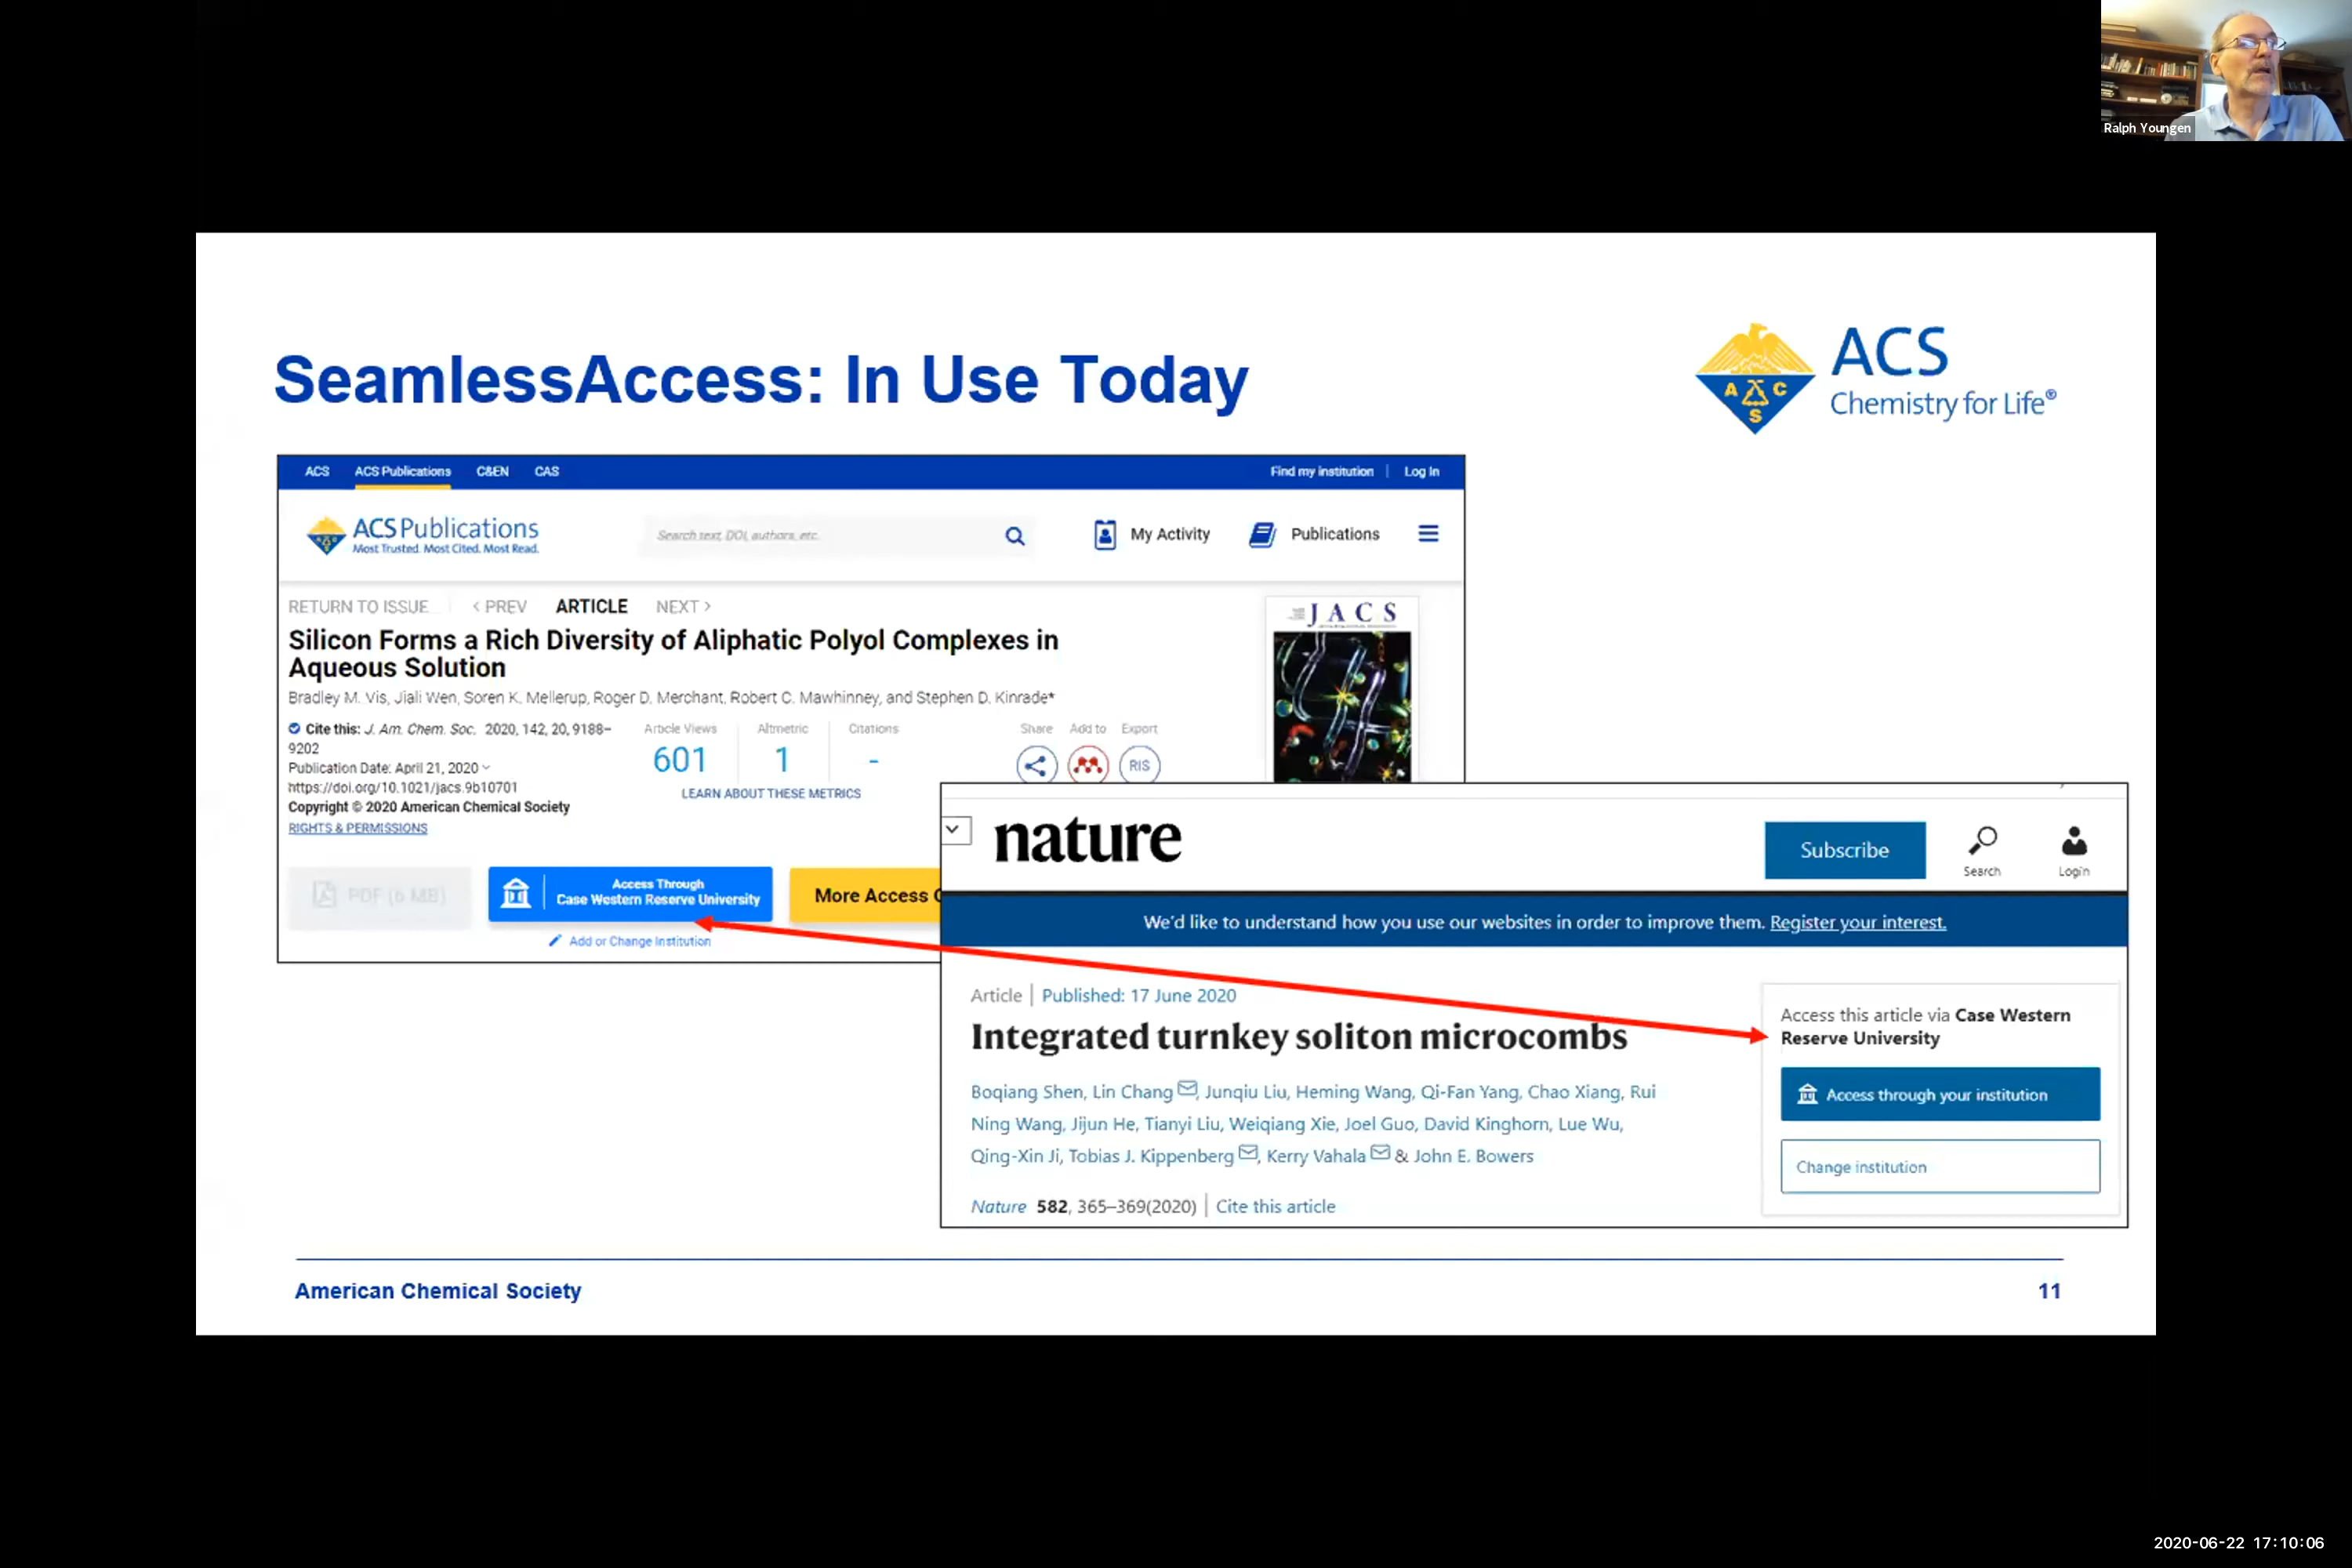 Ralph Youngen
SeamlessAccess: In Use Today
ACS
Chemistry for Life®
A C S
ACS ACS Publications C&EN CAS
Find my institution | Log In
ACS Publications
Most Trusted. Most Cited. Most Read.
Search text, DOI, authors, etc.
My Activity
Publications
RETURN TO ISSUE < PREV ARTICLE NEXT >
Silicon Forms a Rich Diversity of Aliphatic Polyol Complexes in
Aqueous Solution
Bradley M. Vis, Jiali Wen, Soren K. Mellerup, Roger D. Merchant, Robert C. Mawhinney, and Stephen D. Kinrade*
Cite this: J. Am. Chem. Soc. 2020, 142, 20, 9188–
9202
Publication Date: April 21, 2020
https://doi.org/10.1021/jacs.9b10701
Copyright © 2020 American Chemical Society
RIGHTS & PERMISSIONS
Article Views Altmetric Citations
601 1 -
LEARN ABOUT THESE METRICS
Share Add to Export
RIS
JACS
PDF (6 MB)
Access Through
Case Western Reserve University
More Access
Add or Change Institution
nature
Subscribe
Search
Login
We'd like to understand how you use our websites in order to improve them. Register your interest.
Article | Published: 17 June 2020
Integrated turnkey soliton microcombs
Boqiang Shen, Lin Chang, Junqiu Liu, Heming Wang, Qi-Fan Yang, Chao Xiang, Rui
Ning Wang, Jijun He, Tianyi Liu, Weiqiang Xie, Joel Guo, David Kinghorn, Lue Wu,
Qing-Xin Ji, Tobias J. Kippenberg, Kerry Vahala & John E. Bowers
Nature 582, 365–369(2020) | Cite this article
Access this article via Case Western
Reserve University
Access through your institution
Change institution
American Chemical Society
11
2020-06-22 17:10:06